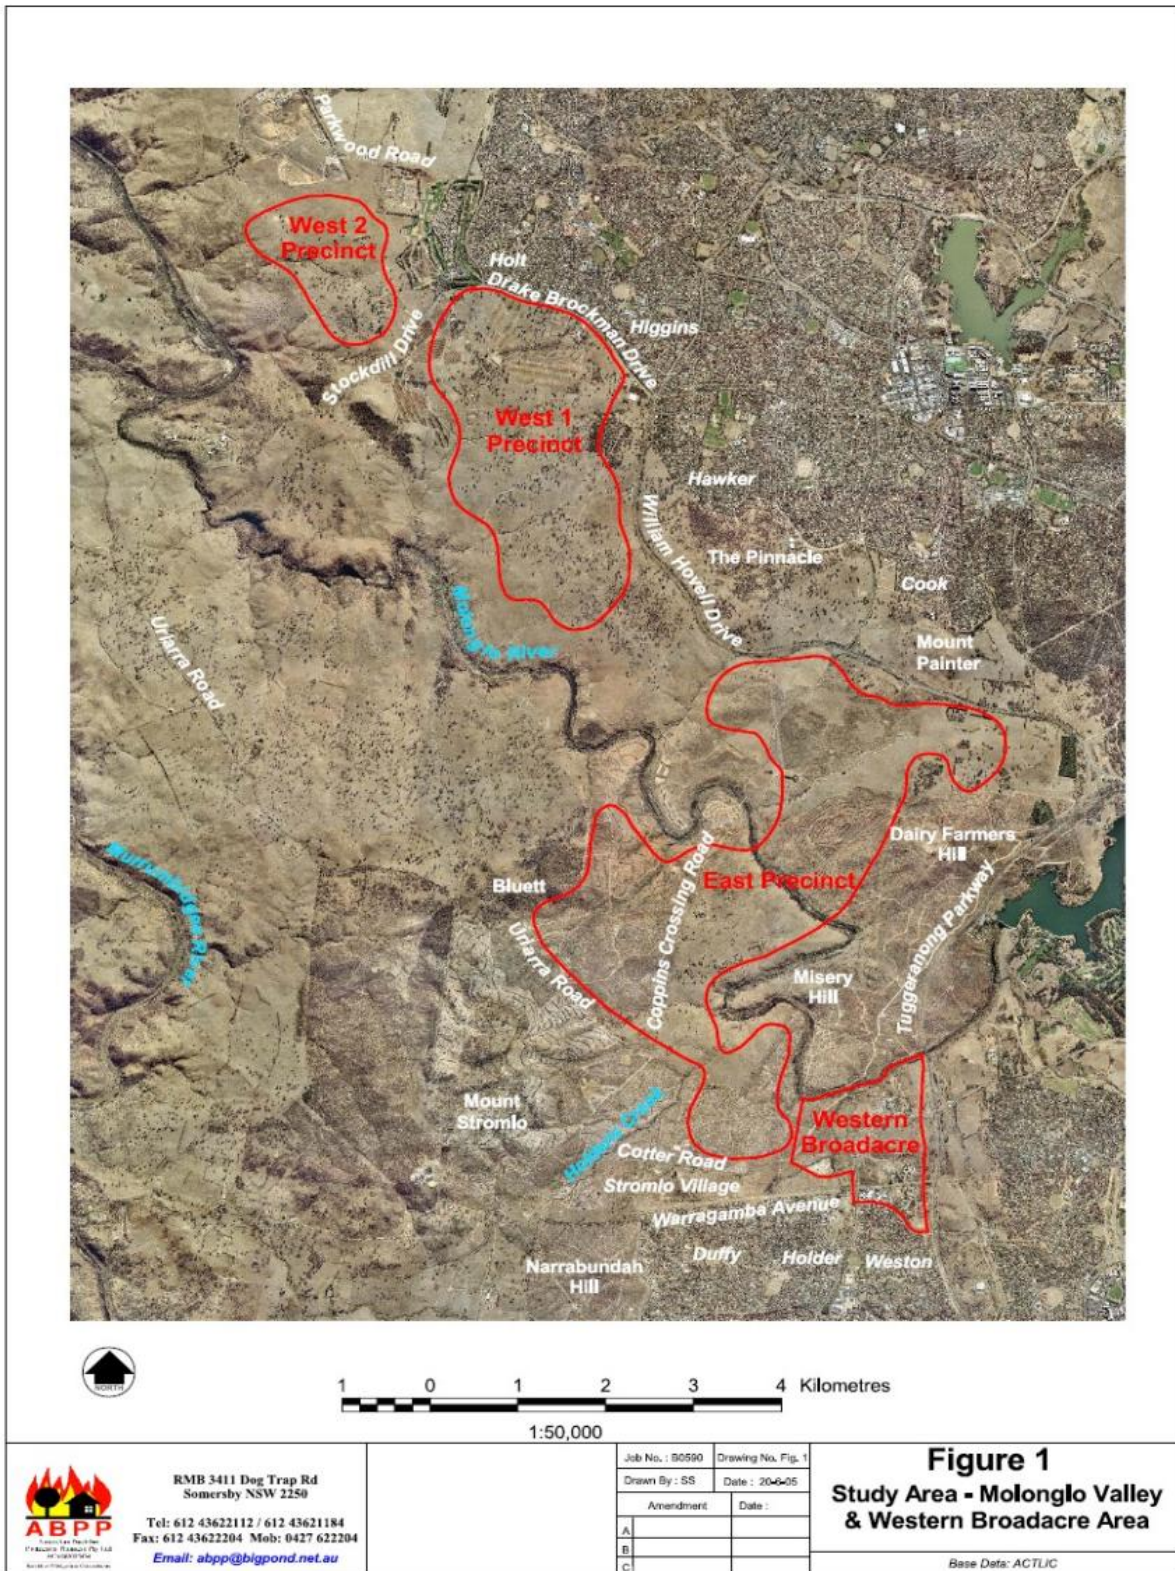 Parkwood Road
West 2
Precinct
Holt
Drake Brockman Drive
Higgins
Stockdill Drive
West 1
Precinct
Hawker
William Hovell Drive
The Pinnacle
Cook
Molonglo River
Uriarra Road
Mount
Painter
Dairy Farmers
Hill
Murrumbidgee River
Bluett
East Precinct
Coppins Crossing Road
Uriarra Road
Misery
Hill
Tuggeranong Parkway
Mount
Stromlo
Western
Broadacre
Cotter Road
Stromlo Village
Warragamba Avenue
Duffy
Holder
Weston
Narrabundah
Hill
NORTH
1 0 1 2 3 4 Kilometres
1:50,000
ABPP
RMB 3411 Dog Trap Rd
Somersby NSW 2250
Tel: 612 43622112 / 612 43621184
Fax: 612 43622204 Mob: 0427 622204
Email: abpp@bigpond.net.au
Job No. : B0590
Drawing No. Fig. 1
Drawn By : SS
Date : 20-6-05
Amendment
Date :
A
B
C
Figure 1
Study Area - Molonglo Valley
& Western Broadacre Area
Base Data: ACTLIC